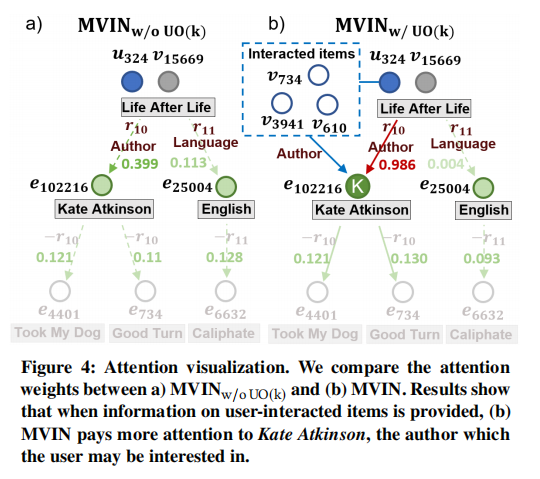 a) MVIN w/o UO(k)
u324 v15669
Life After Life
r10 r11
Author Language
0.399 0.113
e102216 e25004
Kate Atkinson English
−r10 −r10 −r11
0.121 0.11 0.128
e4401 e734 e6632
Took My Dog Good Turn Caliphate
b) MVIN w/ UO(k)
Interacted items
v734
v3941 v610
u324 v15669
Life After Life
r10 r11
Author Author Language
0.986 0.004
e102216 K e25004
Kate Atkinson English
−r10 −r10 −r11
0.121 0.130 0.093
e4401 e734 e6632
Took My Dog Good Turn Caliphate
Figure 4: Attention visualization. We compare the attention
weights between a) MVIN w/o UO(k) and (b) MVIN. Results show
that when information on user-interacted items is provided, (b)
MVIN pays more attention to Kate Atkinson, the author which
the user may be interested in.